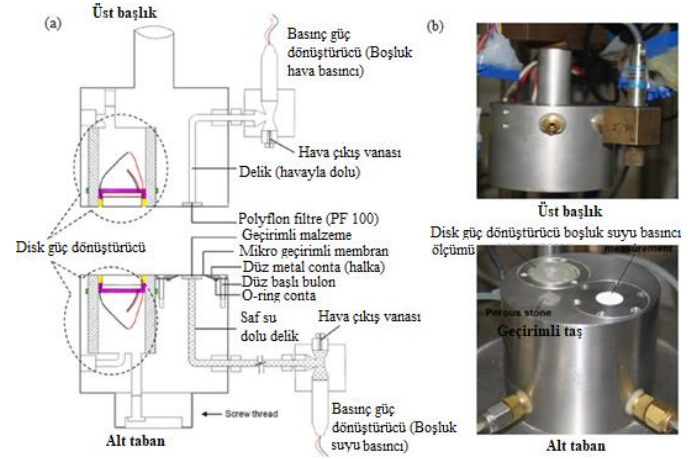 (a)
Üst başlık
Basınç güç
dönüştürücü (Boşluk
hava basıncı)
Hava çıkış vanası
Delik (havayla dolu)
Polyflon filtre (PF 100)
Geçirimli malzeme
Mikro geçirimli membran
Düz metal conta (halka)
Düz başlı bulon
O-ring conta
Disk güç dönüştürücü
Saf su
dolu delik
Hava çıkış vanası
Basınç güç
dönüştürücü (Boşluk
suyu basıncı)
Screw thread
Alt taban
(b)
Üst başlık
Disk güç dönüştürücü boşluk suyu basıncı
ölçümü
measurement
Porous stone
Geçirimli taş
Alt taban